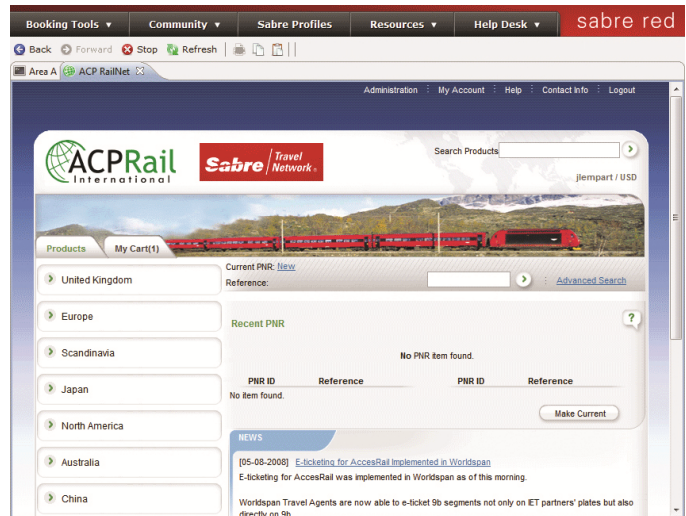 Booking Tools Community Sabre Profiles Resources Help Desk sabre red
Back Forward Stop Refresh
Area A ACP RailNet
Administration My Account Help Contact Info Logout
ACPRail International
Sabre Travel Network
Search Products
jlempart / USD
Products My Cart(1)
Current PNR: New
Reference:
Advanced Search
United Kingdom
Europe
Scandinavia
Japan
North America
Australia
China
Recent PNR
?
No PNR item found.
PNR ID Reference PNR ID Reference
No item found.
Make Current
NEWS
[05-08-2008] E-ticketing for AccesRail Implemented in Worldspan
E-ticketing for AccesRail was implemented in Worldspan as of this morning.
Worldspan Travel Agents are now able to e-ticket 9b segments not only on IET partners' plates but also
directly on 9b.